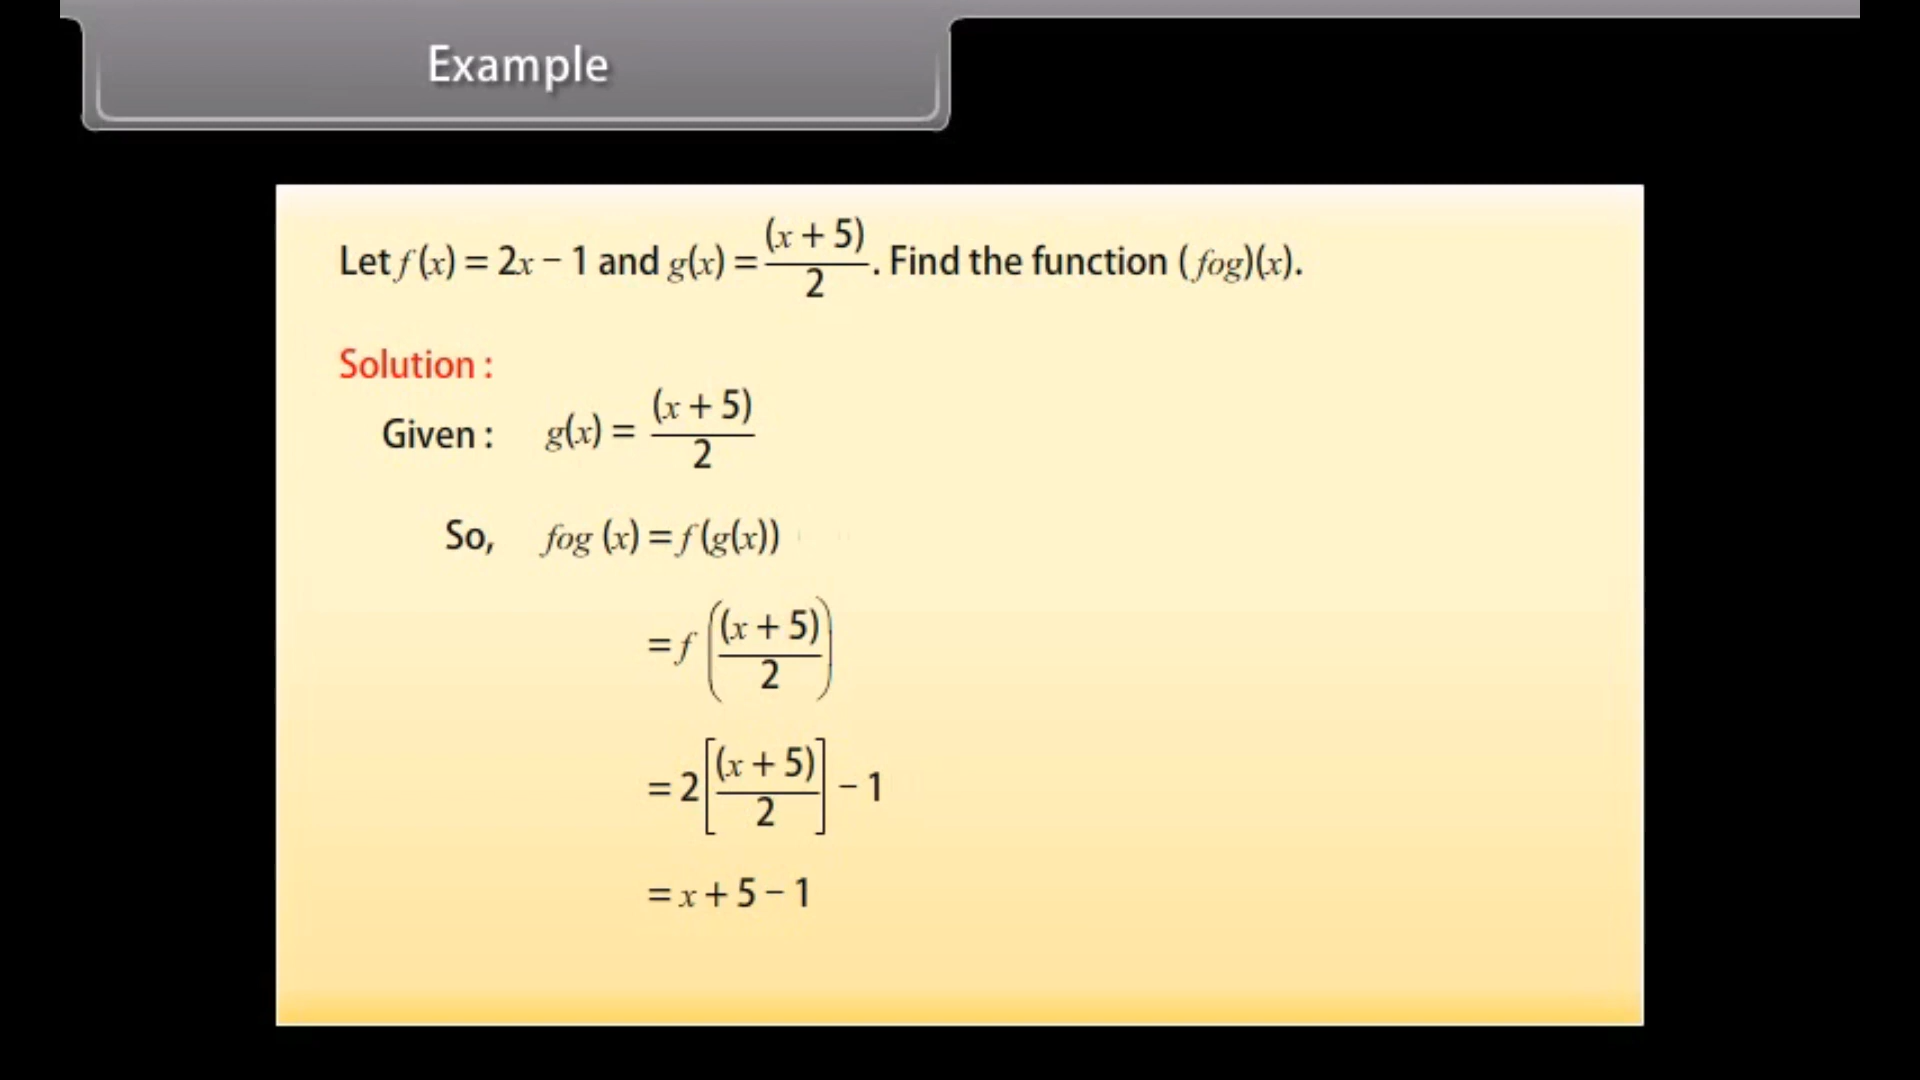 Example
Let f(x) = 2x − 1 and g(x) = (x + 5)/2. Find the function (fog)(x).
Solution :
Given : g(x) = (x + 5)/2
So, fog (x) = f(g(x))
= f((x + 5)/2)
= 2[(x + 5)/2] − 1
= x + 5 − 1